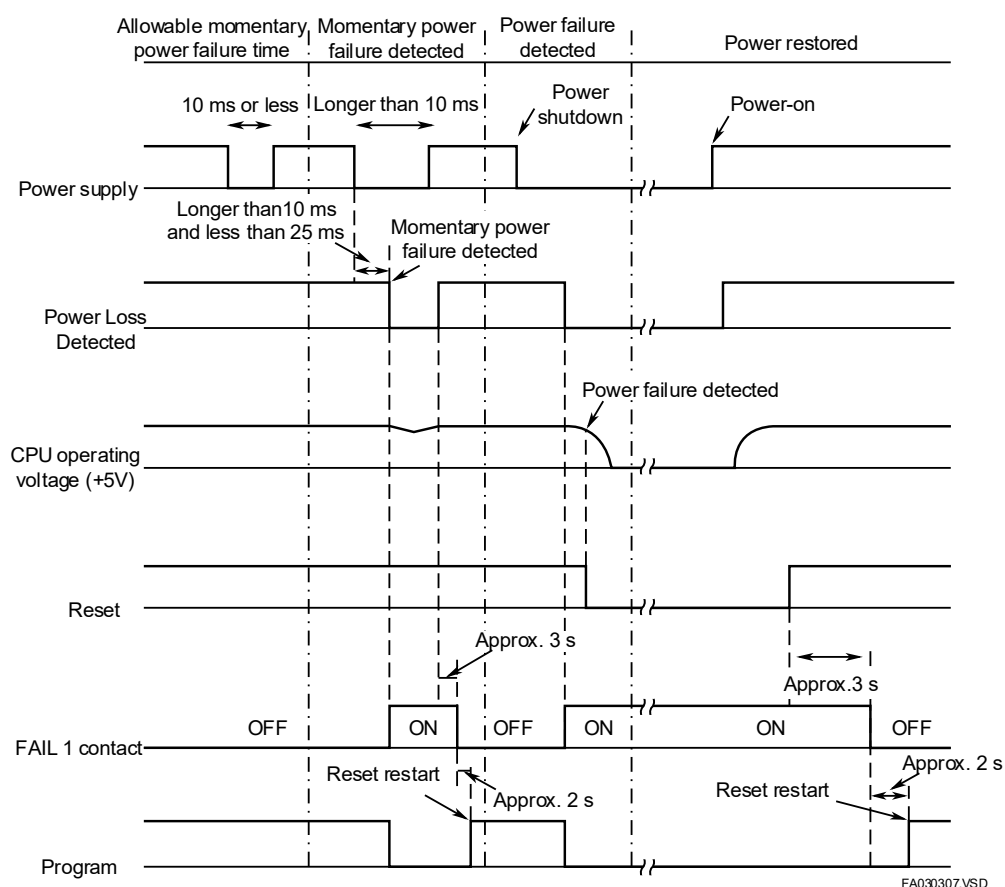 Allowable momentary
power failure time
Momentary power
failure detected
Power failure
detected
Power restored
10 ms or less
Longer than 10 ms
Power
shutdown
Power-on
Power supply
Longer than10 ms
and less than 25 ms
Momentary power
failure detected
Power Loss
Detected
Power failure detected
CPU operating
voltage (+5V)
Reset
Approx. 3 s
Approx.3 s
OFF
ON
OFF
ON
ON
OFF
FAIL 1 contact
Approx. 2 s
Reset restart
Approx. 2 s
Reset restart
Program
FA030307.VSD